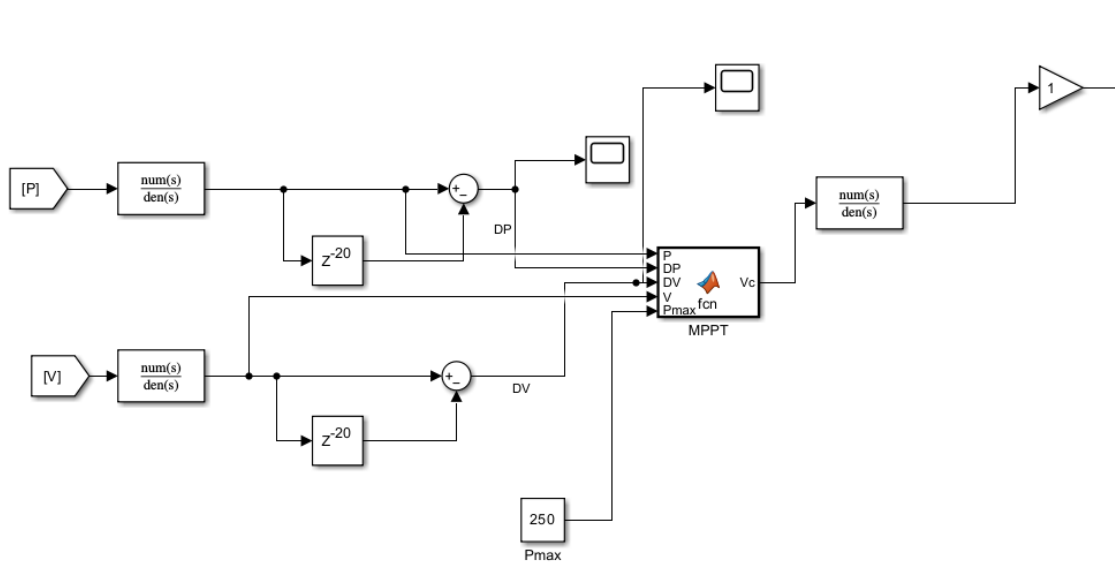 1
[P]
num(s)
den(s)
+
−
DP
Z-20
num(s)
den(s)
P
DP
DV
V
Pmax
fcn
Vc
MPPT
[V]
num(s)
den(s)
+
−
DV
Z-20
250
Pmax